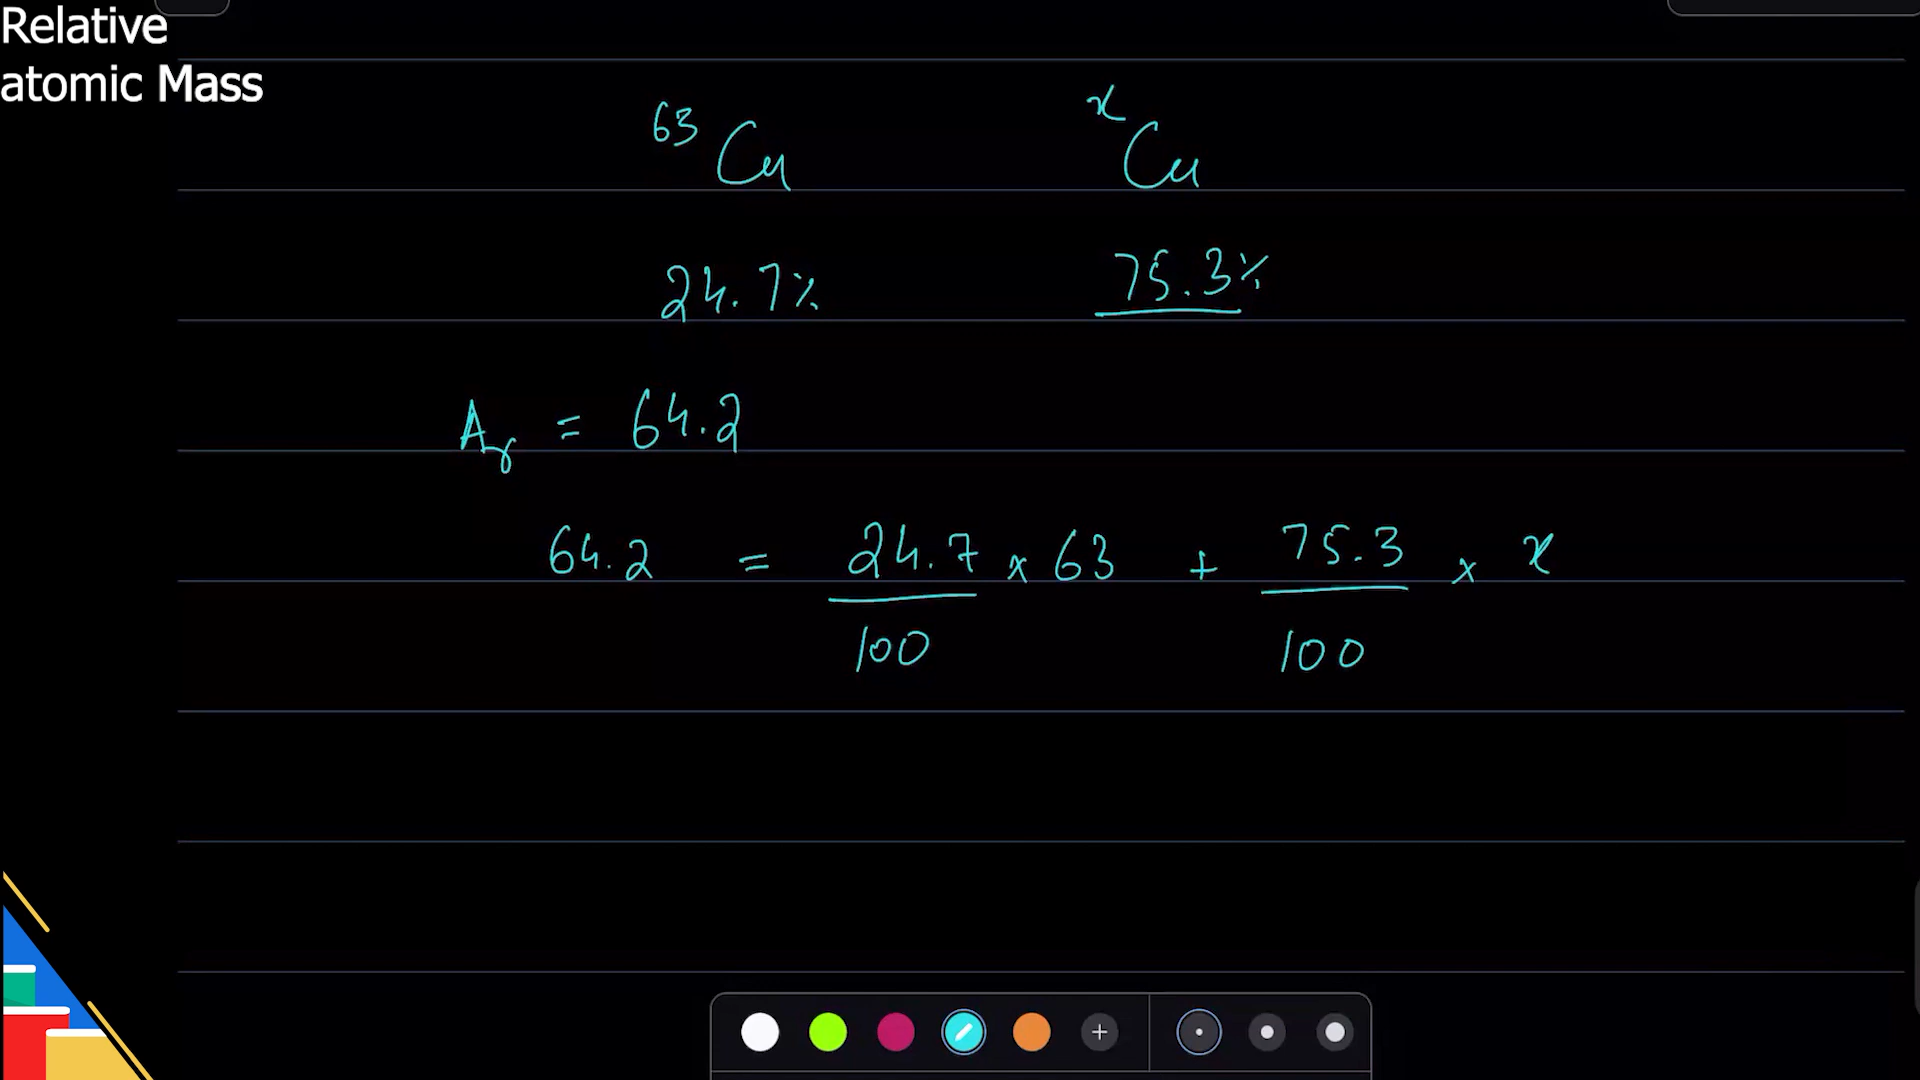 Relative
atomic Mass
63Cu xCu
24.7% 75.3%
Ar = 64.2
64.2 = 24.7/100 × 63 + 75.3/100 × x